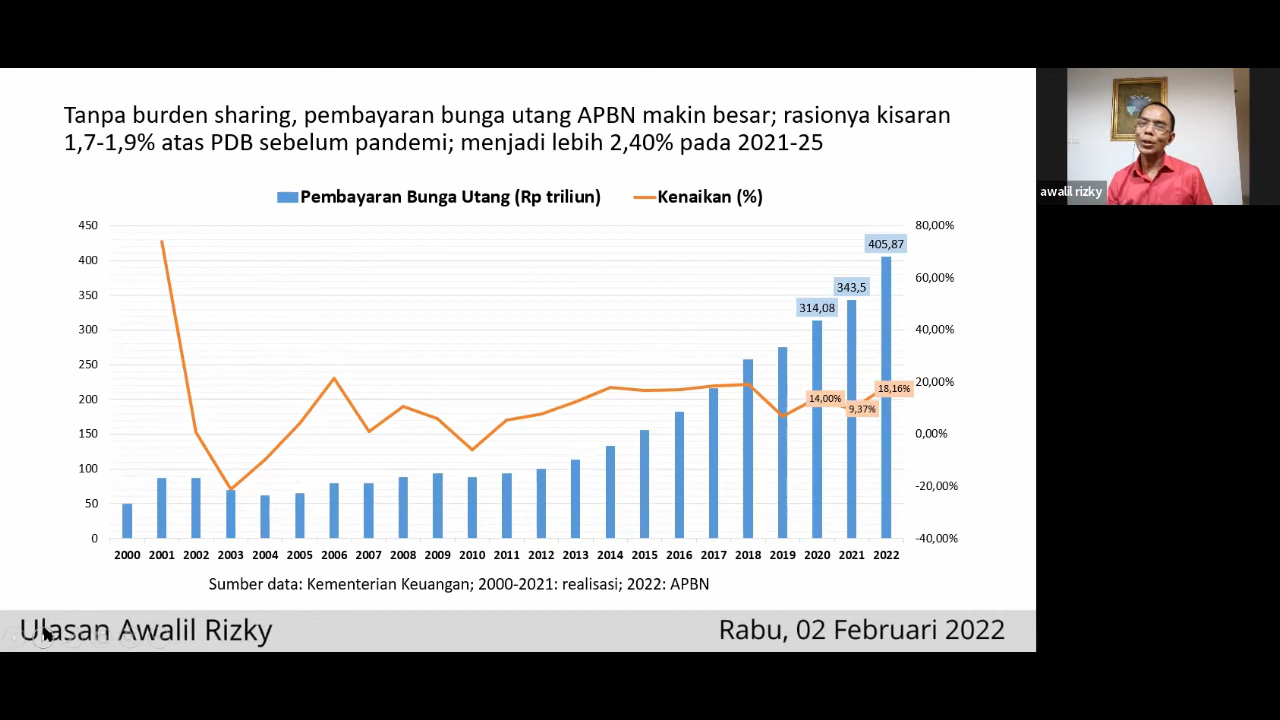 Tanpa burden sharing, pembayaran bunga utang APBN makin besar; rasionya kisaran
1,7-1,9% atas PDB sebelum pandemi; menjadi lebih 2,40% pada 2021-25
awalil rizky
Pembayaran Bunga Utang (Rp triliun) Kenaikan (%)
450 80,00%
405,87
400
60,00%
343,5
350
314,08
300 40,00%
250
20,00%
18,16%
200
14,00%
9,37%
150 0,00%
100
-20,00%
50
0 -40,00%
2000 2001 2002 2003 2004 2005 2006 2007 2008 2009 2010 2011 2012 2013 2014 2015 2016 2017 2018 2019 2020 2021 2022
Sumber data: Kementerian Keuangan; 2000-2021: realisasi; 2022: APBN
Ulasan Awalil Rizky Rabu, 02 Februari 2022